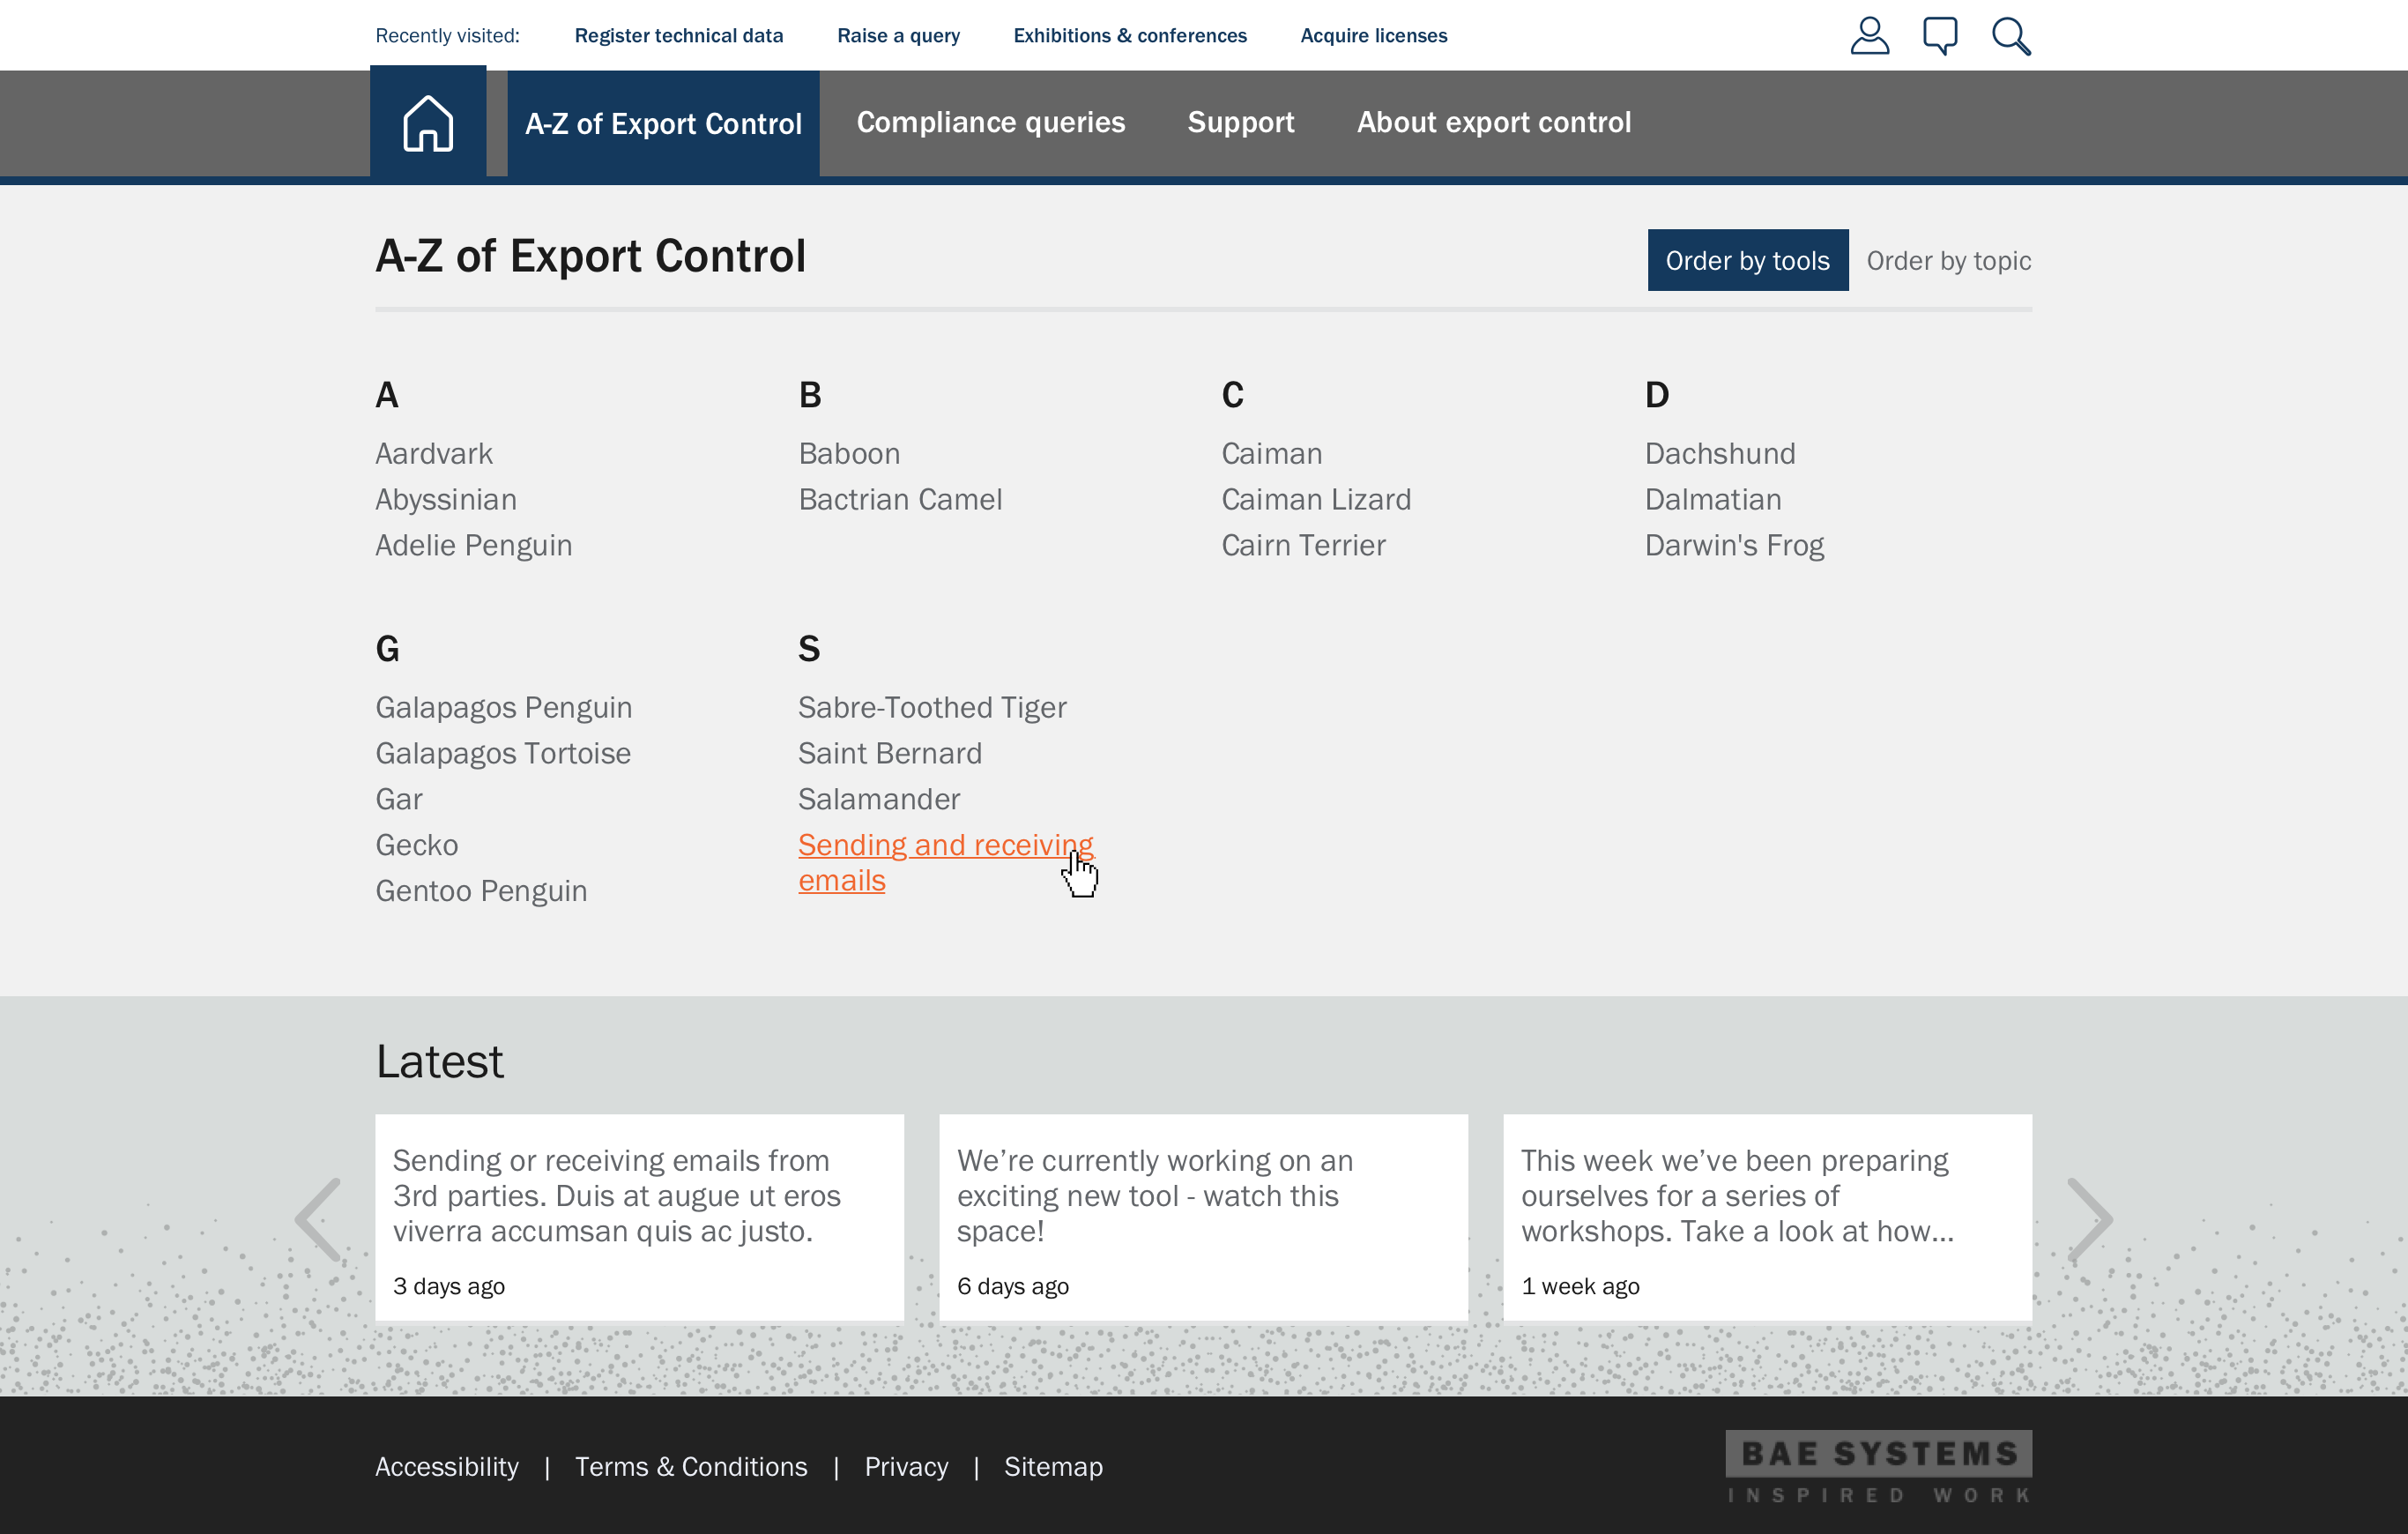 Recently visited: Register technical data Raise a query Exhibitions & conferences Acquire licenses
A-Z of Export Control Compliance queries Support About export control
A-Z of Export Control
Order by tools Order by topic
A
Aardvark
Abyssinian
Adelie Penguin
B
Baboon
Bactrian Camel
C
Caiman
Caiman Lizard
Cairn Terrier
D
Dachshund
Dalmatian
Darwin's Frog
G
Galapagos Penguin
Galapagos Tortoise
Gar
Gecko
Gentoo Penguin
S
Sabre-Toothed Tiger
Saint Bernard
Salamander
Sending and receiving
emails
Latest
Sending or receiving emails from
3rd parties. Duis at augue ut eros
viverra accumsan quis ac justo.
3 days ago
We’re currently working on an
exciting new tool - watch this
space!
6 days ago
This week we’ve been preparing
ourselves for a series of
workshops. Take a look at how...
1 week ago
Accessibility | Terms & Conditions | Privacy | Sitemap
BAE SYSTEMS
INSPIRED WORK